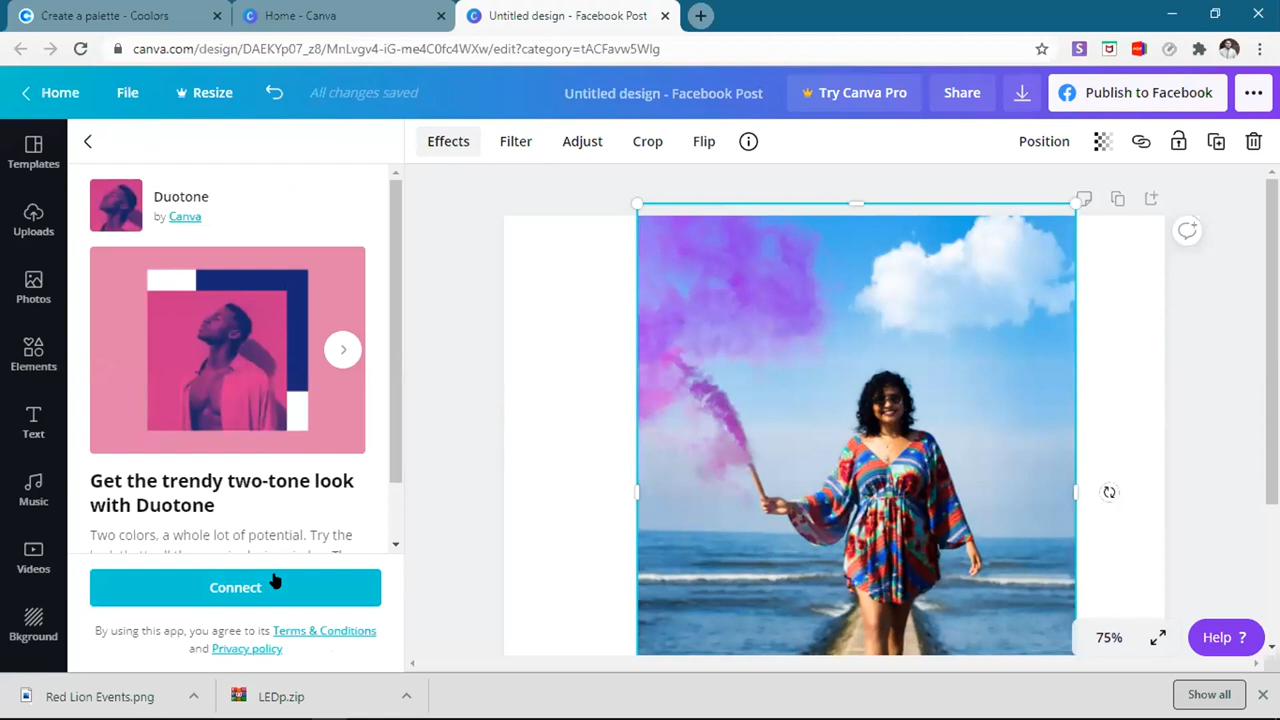 Create a palette - Coolors
Home - Canva
Untitled design - Facebook Post
canva.com/design/DAEKYp07_z8/MnLvgv4-iG-me4C0fc4WXw/edit?category=tACFavw5WIg
Home
File
Resize
All changes saved
Untitled design - Facebook Post
Try Canva Pro
Share
Publish to Facebook
Templates
Uploads
Photos
Elements
Text
Music
Videos
Bkground
Effects
Filter
Adjust
Crop
Flip
Position
Duotone
by Canva
Get the trendy two-tone look
with Duotone
Two colors, a whole lot of potential. Try the
Connect
By using this app, you agree to its Terms & Conditions
and Privacy policy
75%
Help ?
Red Lion Events.png
LEDp.zip
Show all